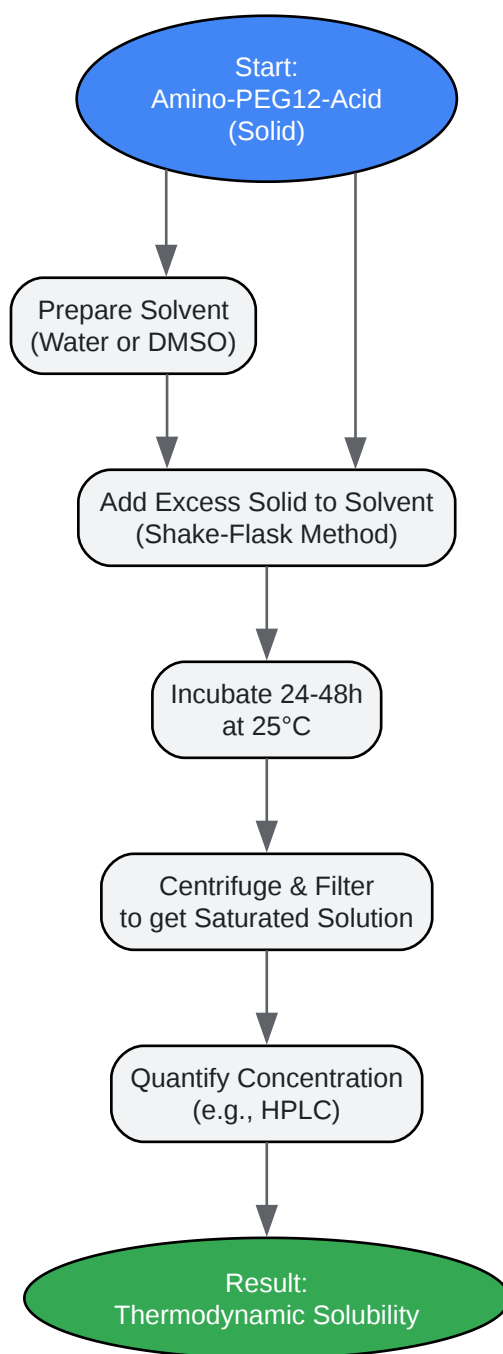 Start:
Amino-PEG12-Acid
(Solid)
Prepare Solvent
(Water or DMSO)
Add Excess Solid to Solvent
(Shake-Flask Method)
Incubate 24-48h
at 25°C
Centrifuge & Filter
to get Saturated Solution
Quantify Concentration
(e.g., HPLC)
Result:
Thermodynamic Solubility